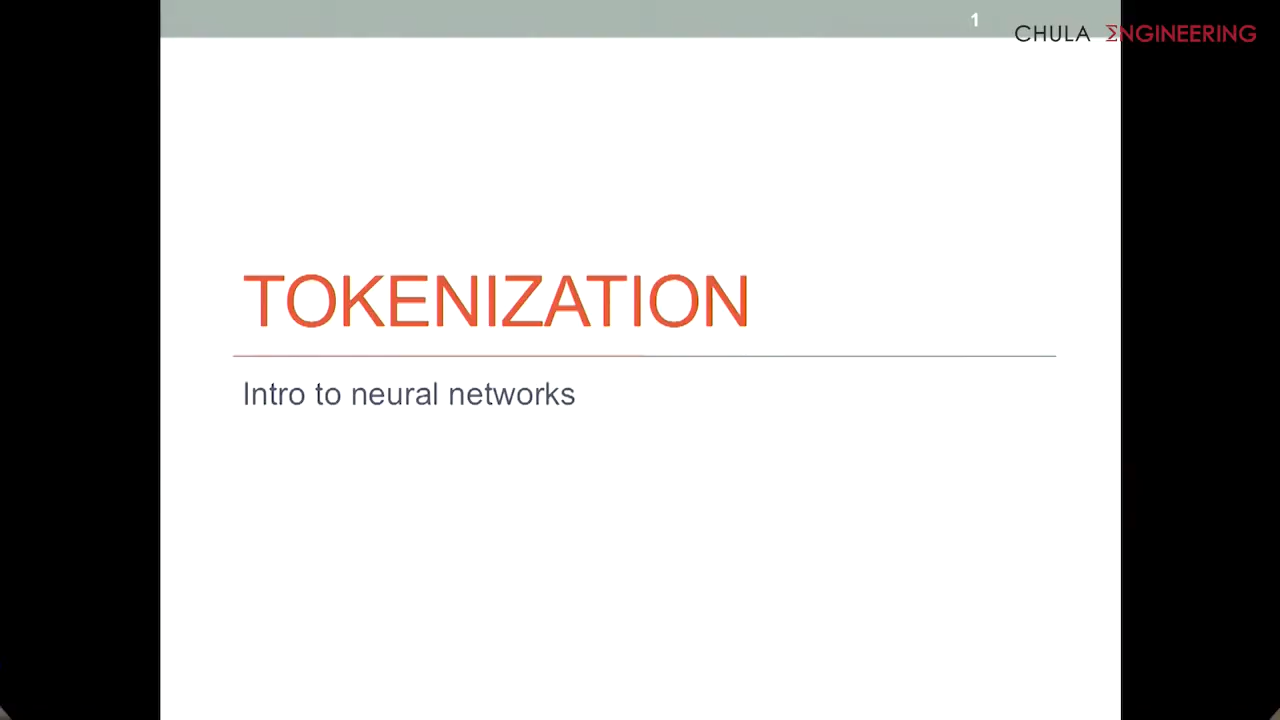 1
CHULA ΣNGINEERING
TOKENIZATION
Intro to neural networks